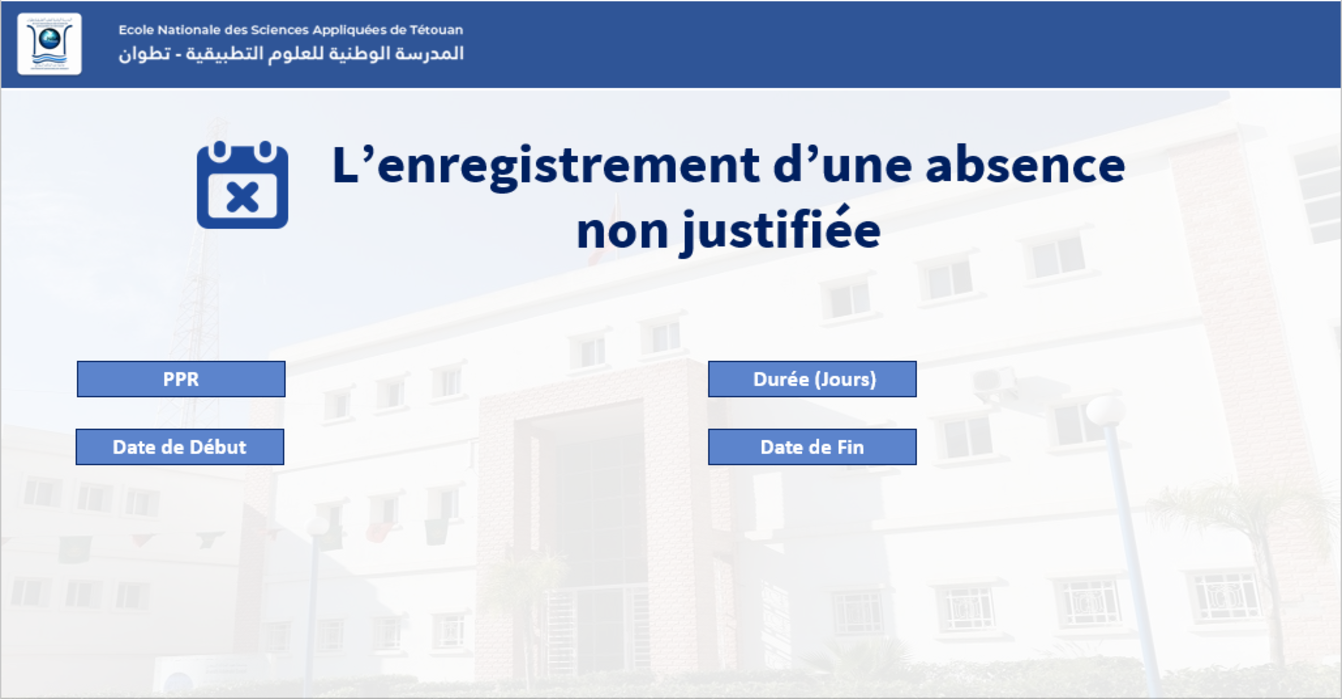 Ecole Nationale des Sciences Appliquées de Tétouan
المدرسة الوطنية للعلوم التطبيقية - تطوان
L’enregistrement d’une absence
non justifiée
PPR
Durée (Jours)
Date de Début
Date de Fin